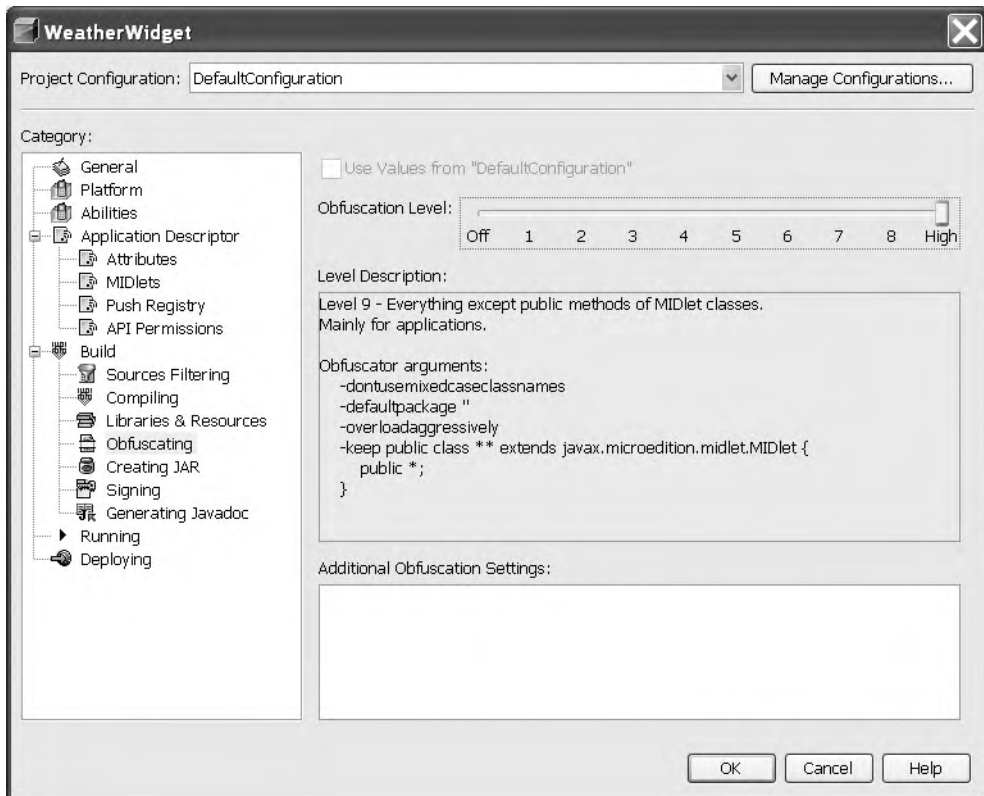 WeatherWidget
Project Configuration: DefaultConfiguration Manage Configurations...
Category:
General
Platform
Abilities
Application Descriptor
Attributes
MIDlets
Push Registry
API Permissions
Build
Sources Filtering
Compiling
Libraries & Resources
Obfuscating
Creating JAR
Signing
Generating Javadoc
Running
Deploying
Use Values from "DefaultConfiguration"
Obfuscation Level:
Off 1 2 3 4 5 6 7 8 High
Level Description:
Level 9 - Everything except public methods of MIDlet classes.
Mainly for applications.
Obfuscator arguments:
-dontusemixedcaseclassnames
-defaultpackage ''
-overloadaggressively
-keep public class ** extends javax.microedition.midlet.MIDlet {
public *;
}
Additional Obfuscation Settings:
OK Cancel Help